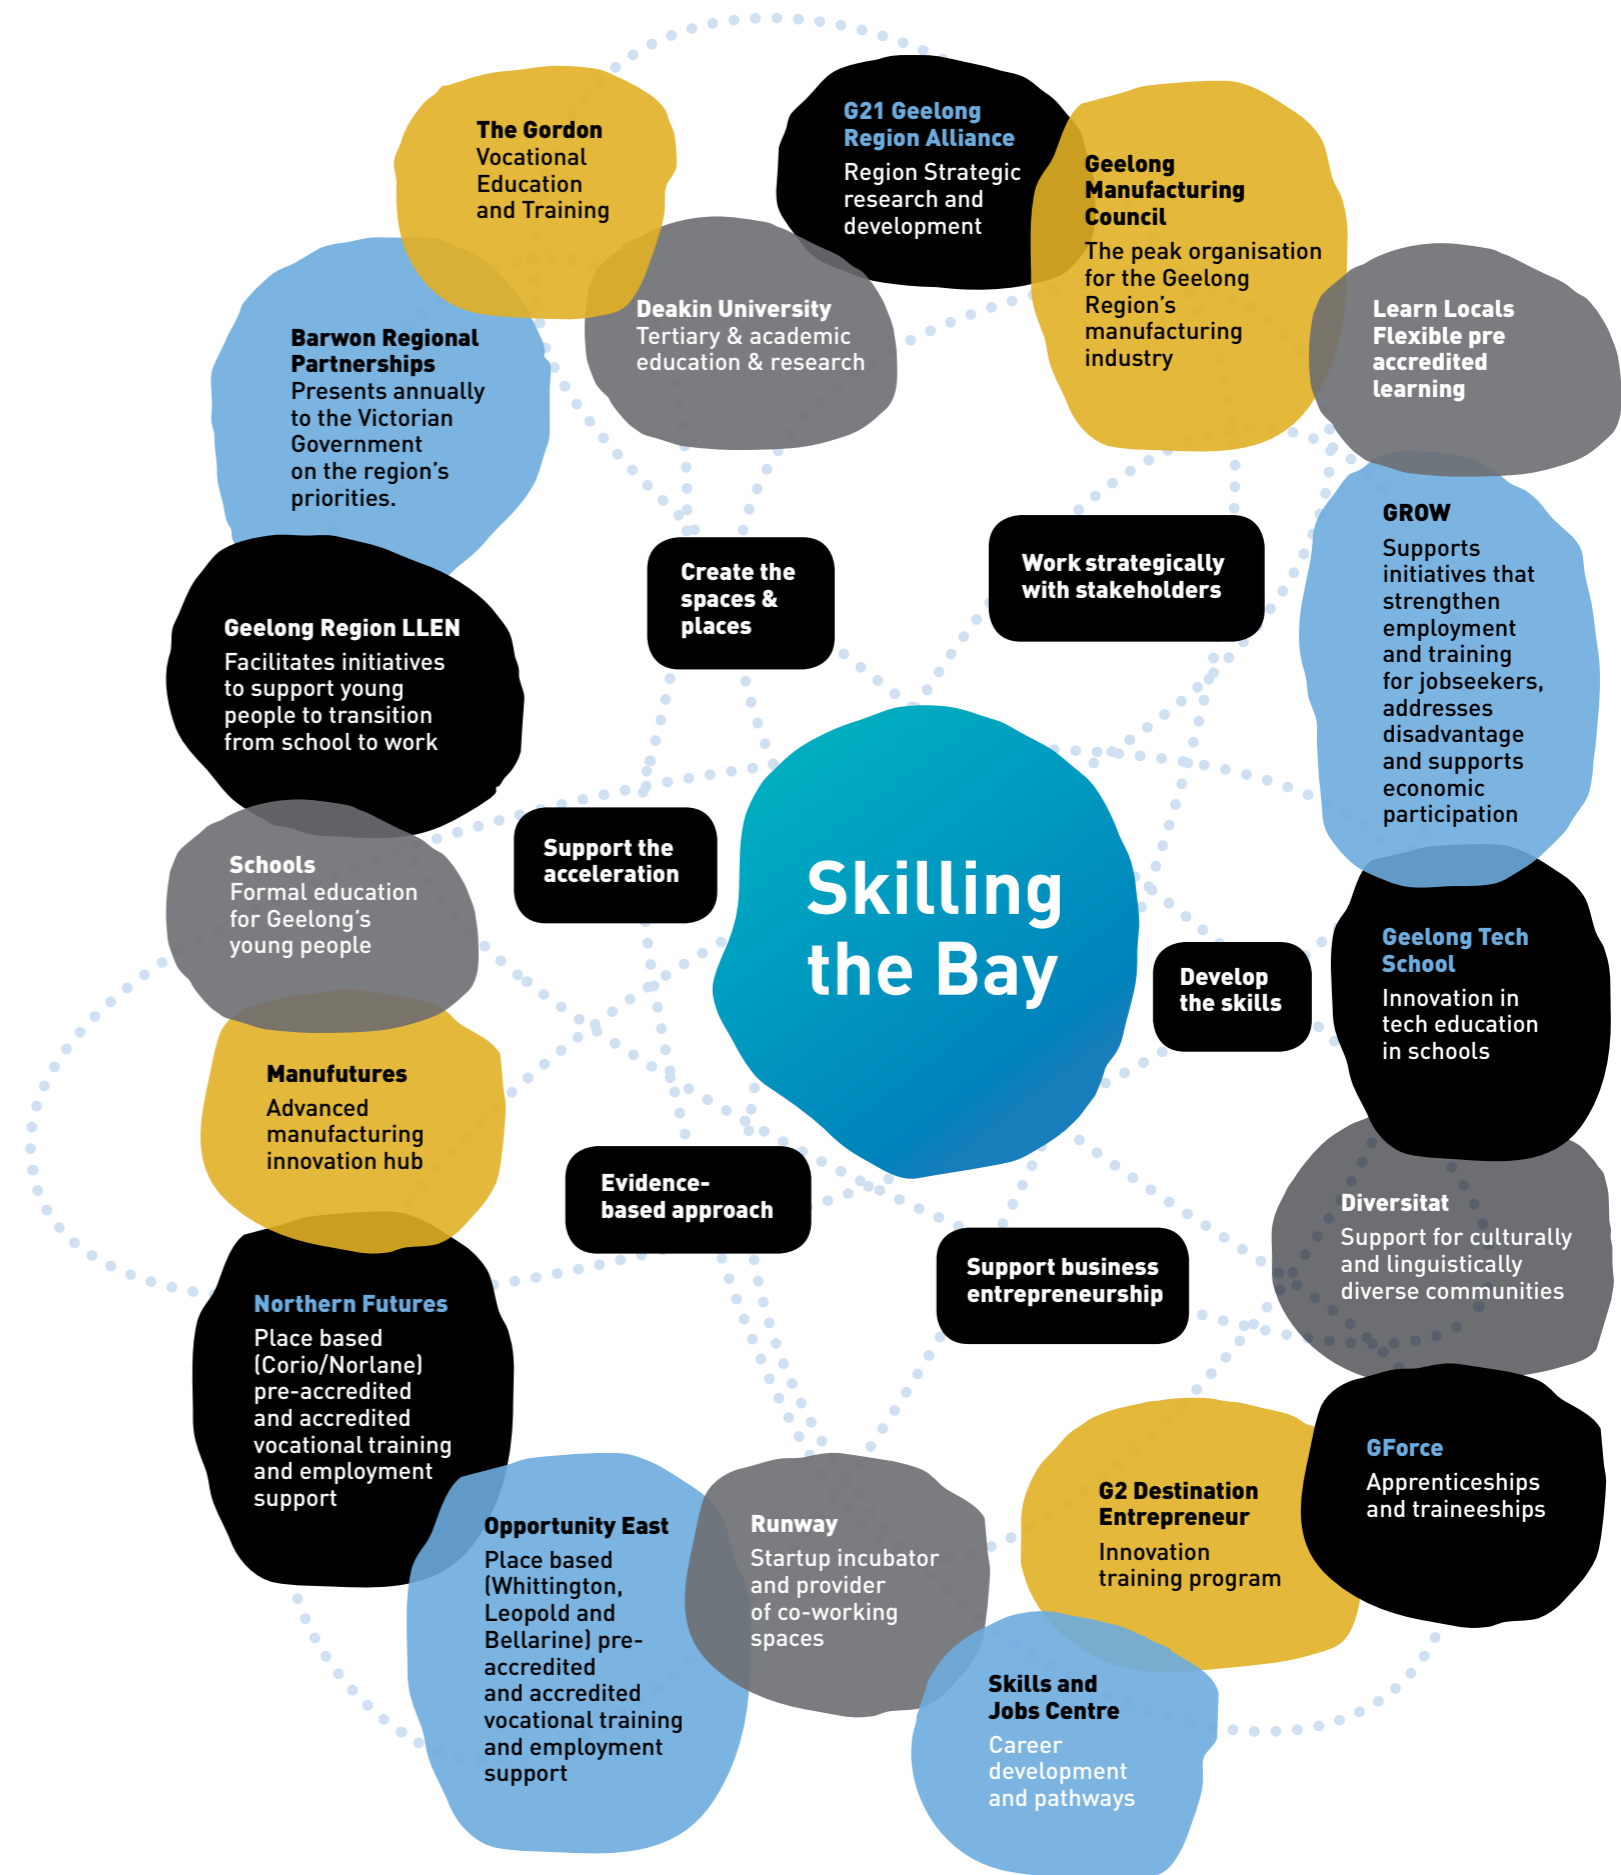 The Gordon
Vocational
Education
and Training
G21 Geelong
Region Alliance
Region Strategic
research and
development
Geelong
Manufacturing
Council
The peak organisation
for the Geelong
Region's
manufacturing
industry
Deakin University
Tertiary & academic
education & research
Learn Locals
Flexible pre
accredited
learning
Barwon Regional
Partnerships
Presents annually
to the Victorian
Government
on the region's
priorities.
GROW
Supports
initiatives that
strengthen
employment
and training
for jobseekers,
addresses
disadvantage
and supports
economic
participation
Create the
spaces &
places
Work strategically
with stakeholders
Geelong Region LLEN
Facilitates initiatives
to support young
people to transition
from school to work
Support the
acceleration
Schools
Formal education
for Geelong's
young people
Skilling
the Bay
Geelong Tech
School
Innovation in
tech education
in schools
Develop
the skills
Manufutures
Advanced
manufacturing
innovation hub
Evidence-
based approach
Diversitat
Support for culturally
and linguistically
diverse communities
Support business
entrepreneurship
Northern Futures
Place based
(Corio/Norlane)
pre-accredited
and accredited
vocational training
and employment
support
GForce
Apprenticeships
and traineeships
G2 Destination
Entrepreneur
Innovation
training program
Opportunity East
Place based
(Whittington,
Leopold and
Bellarine) pre-
accredited
and accredited
vocational training
and employment
support
Runway
Startup incubator
and provider
of co-working
spaces
Skills and
Jobs Centre
Career
development
and pathways